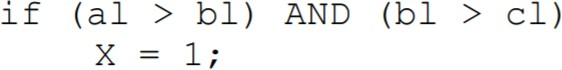 if (al > bl) AND (bl > cl)
X = 1;